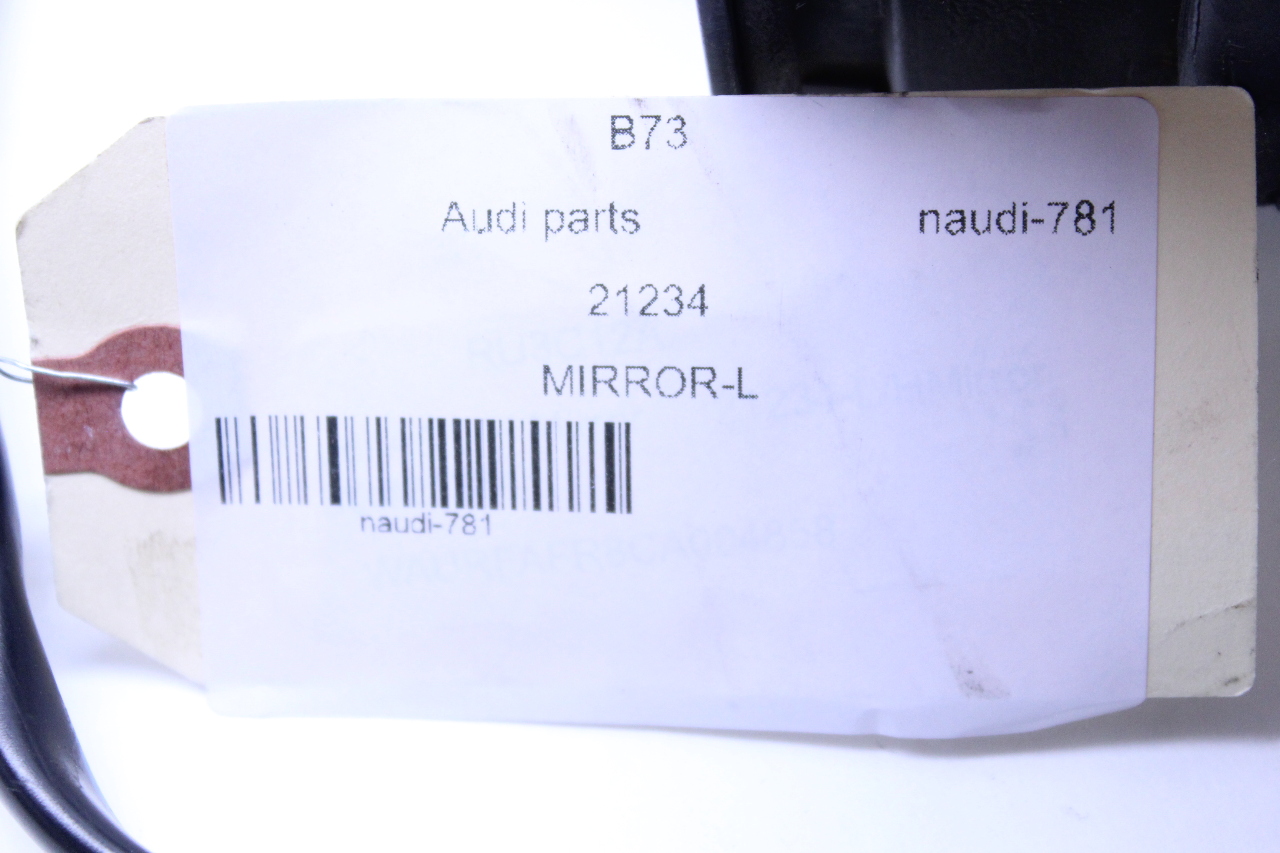 B73
Audi parts naudi-781
21234
MIRROR-L
naudi-781